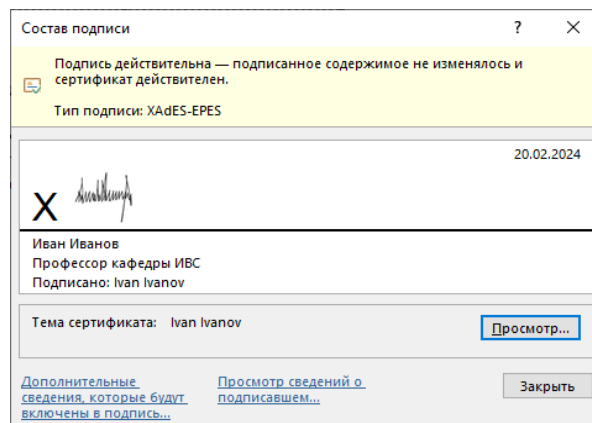 Состав подписи
Подпись действительна — подписанное содержимое не изменялось и
сертификат действителен.
Тип подписи: XAdES-EPES
20.02.2024
X
Иван Иванов
Профессор кафедры ИВС
Подписано: Ivan Ivanov
Тема сертификата: Ivan Ivanov
Просмотр...
Дополнительные
сведения, которые будут
включены в подпись...
Просмотр сведений о
подписавшем...
Закрыть